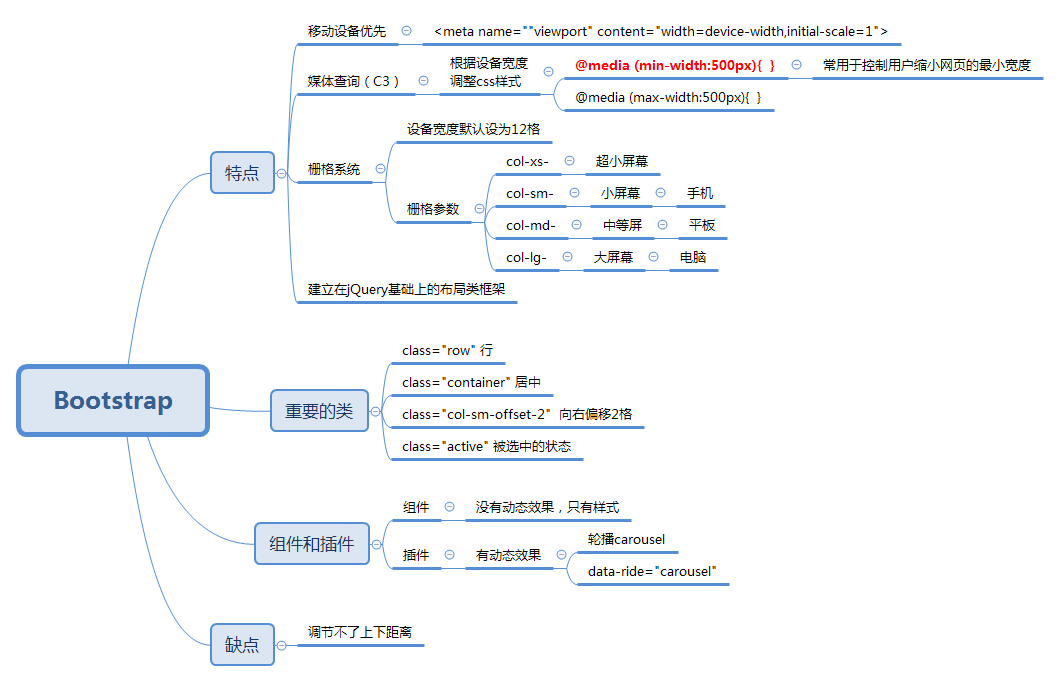 Bootstrap
特点
移动设备优先
<meta name=""viewport" content="width=device-width,initial-scale=1">
媒体查询（C3）
根据设备宽度
调整css样式
@media (min-width:500px){ }
常用于控制用户缩小网页的最小宽度
@media (max-width:500px){ }
栅格系统
设备宽度默认设为12格
栅格参数
col-xs-
超小屏幕
col-sm-
小屏幕
手机
col-md-
中等屏
平板
col-lg-
大屏幕
电脑
建立在jQuery基础上的布局类框架
重要的类
class="row" 行
class="container" 居中
class="col-sm-offset-2" 向右偏移2格
class="active" 被选中的状态
组件和插件
组件
没有动态效果，只有样式
插件
有动态效果
轮播carousel
data-ride="carousel"
缺点
调节不了上下距离